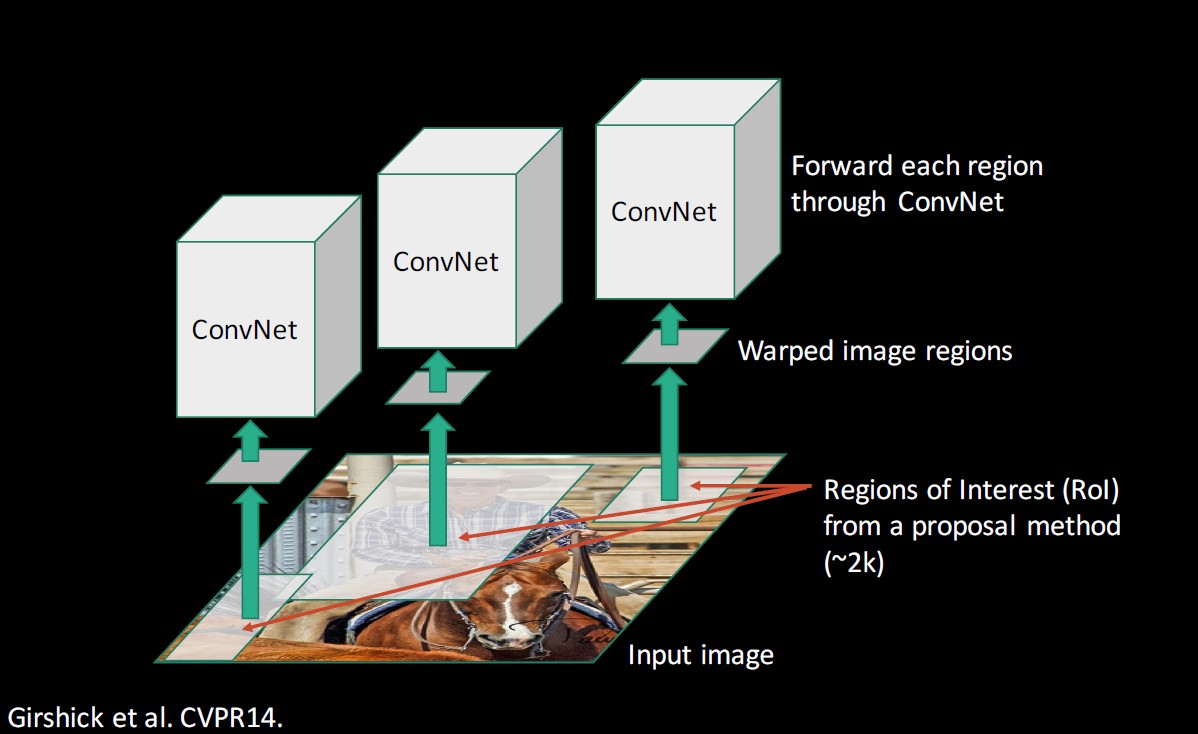 ConvNet
Forward each region
through ConvNet
ConvNet
ConvNet
Warped image regions
Regions of Interest (RoI)
from a proposal method
(~2k)
Input image
Girshick et al. CVPR14.